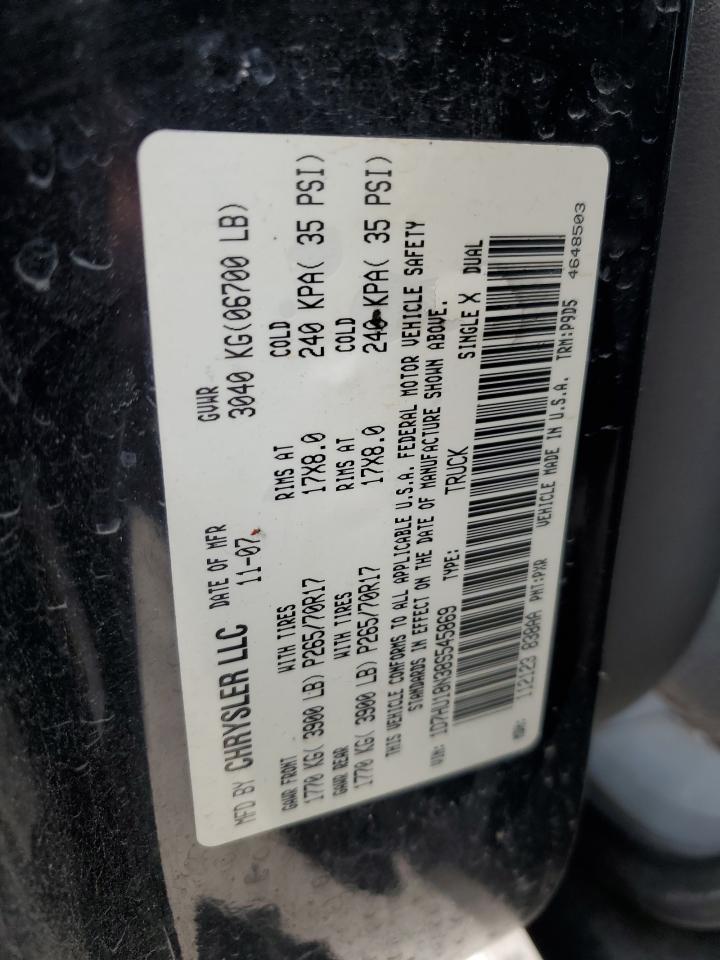 MFD BY CHRYSLER LLC DATE OF MFR GVWR
11-07 3040 KG(06700 LB)
GAWR FRONT WITH TIRES RIMS AT COLD
1770 KG( 3900 LB) P265/70R17 17X8.0 240 KPA( 35 PSI)
GAWR REAR WITH TIRES RIMS AT COLD
1770 KG( 3900 LB) P265/70R17 17X8.0 240 KPA( 35 PSI)
THIS VEHICLE CONFORMS TO ALL APPLICABLE U.S.A. FEDERAL MOTOR VEHICLE SAFETY
STANDARDS IN EFFECT ON THE DATE OF MANUFACTURE SHOWN ABOVE.
VIN: 1D7HU18N38S545869 TYPE: TRUCK SINGLE X DUAL
MDH: 112123 838AA PNT:PXR VEHICLE MADE IN U.S.A. TRM:P9D5 4648503